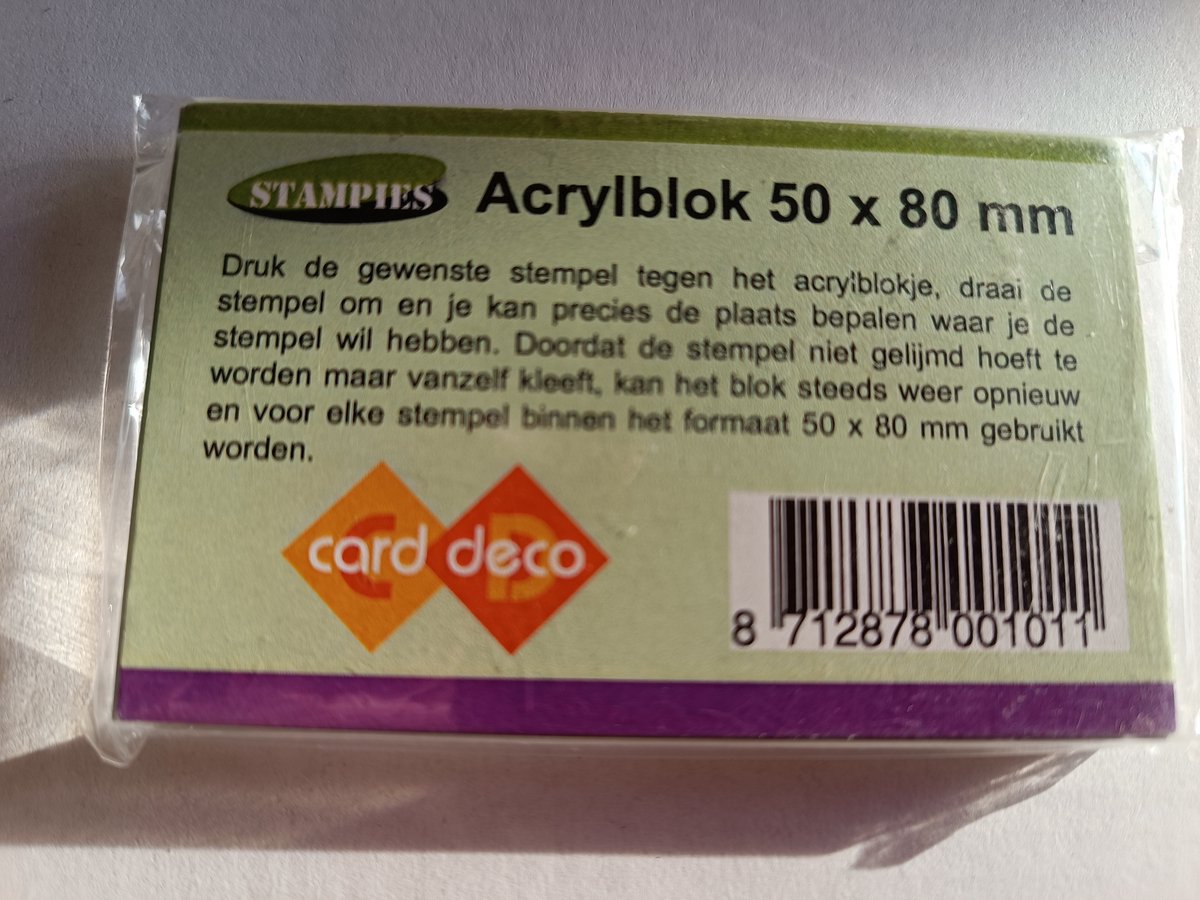 STAMPIES Acrylblok 50 x 80 mm
Druk de gewenste stempel tegen het acrylblokje, draai de
stempel om en je kan precies de plaats bepalen waar je de
stempel wil hebben. Doordat de stempel niet gelijmd hoeft te
worden maar vanzelf kleeft, kan het blok steeds weer opnieuw
en voor elke stempel binnen het formaat 50 x 80 mm gebruikt
worden.
card deco
8 712878 001011